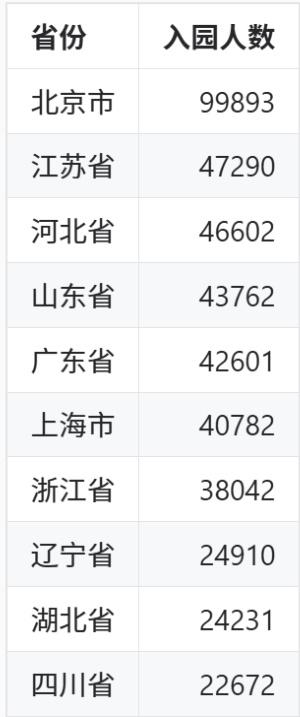 省份 入园人数
北京市 99893
江苏省 47290
河北省 46602
山东省 43762
广东省 42601
上海市 40782
浙江省 38042
辽宁省 24910
湖北省 24231
四川省 22672